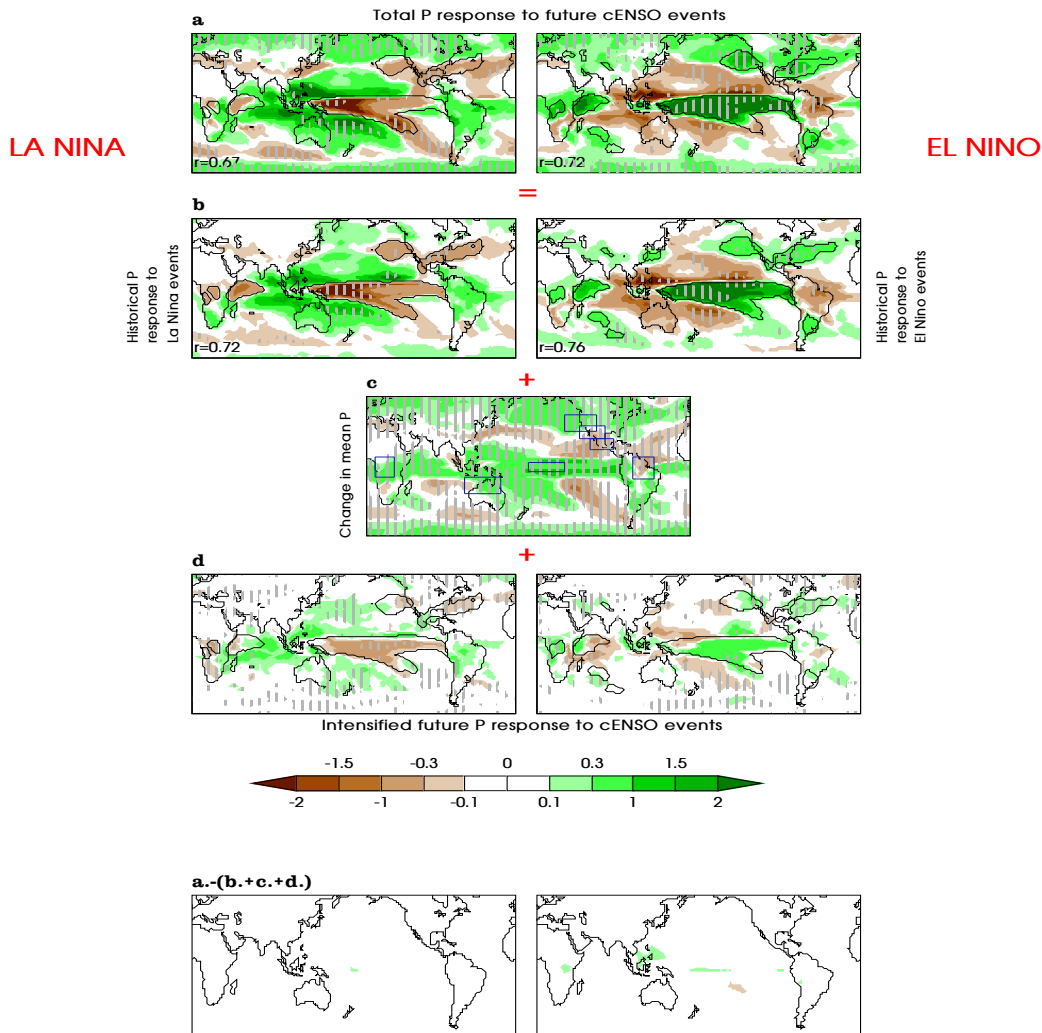 Total P response to future cENSO events
a
LA NINA
EL NINO
r=0.67
r=0.72
=
b
Historical P
response to
La Nina events
Historical P
response to
El Nino events
r=0.72
r=0.76
+
c
Change in mean P
+
d
Intensified future P response to cENSO events
-1.5 -0.3 0 0.3 1.5
-2 -1 -0.1 0.1 1 2
a.-(b.+c.+d.)